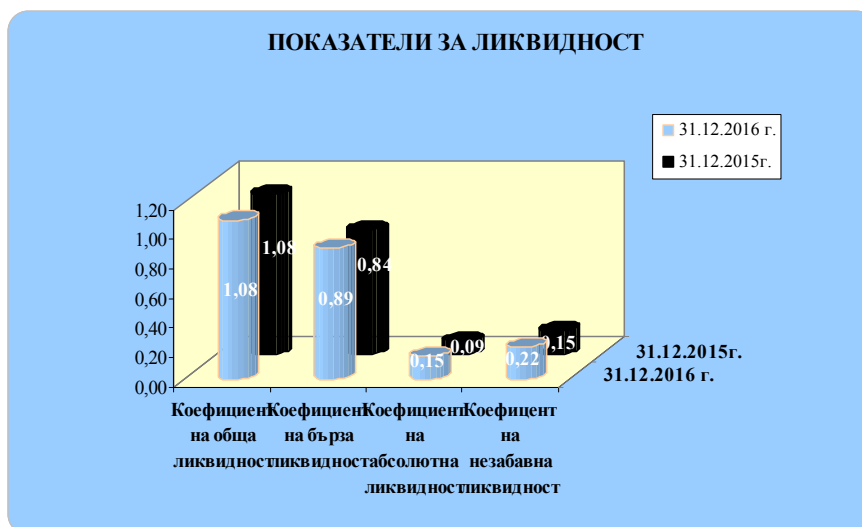 ПОКАЗАТЕЛИ ЗА ЛИКВИДНОСТ
31.12.2016 г.
31.12.2015г.
1,20
1,00
0,80
0,60
0,40
0,20
0,00
1,08
0,84
0,09
0,15
1,08
0,89
0,15
0,22
31.12.2015г.
31.12.2016 г.
Коефициент на обща ликвидност
Коефициент на бърза ликвидност
Коефициент на абсолютна ликвидност
Коефицент на незабавна ликвидност